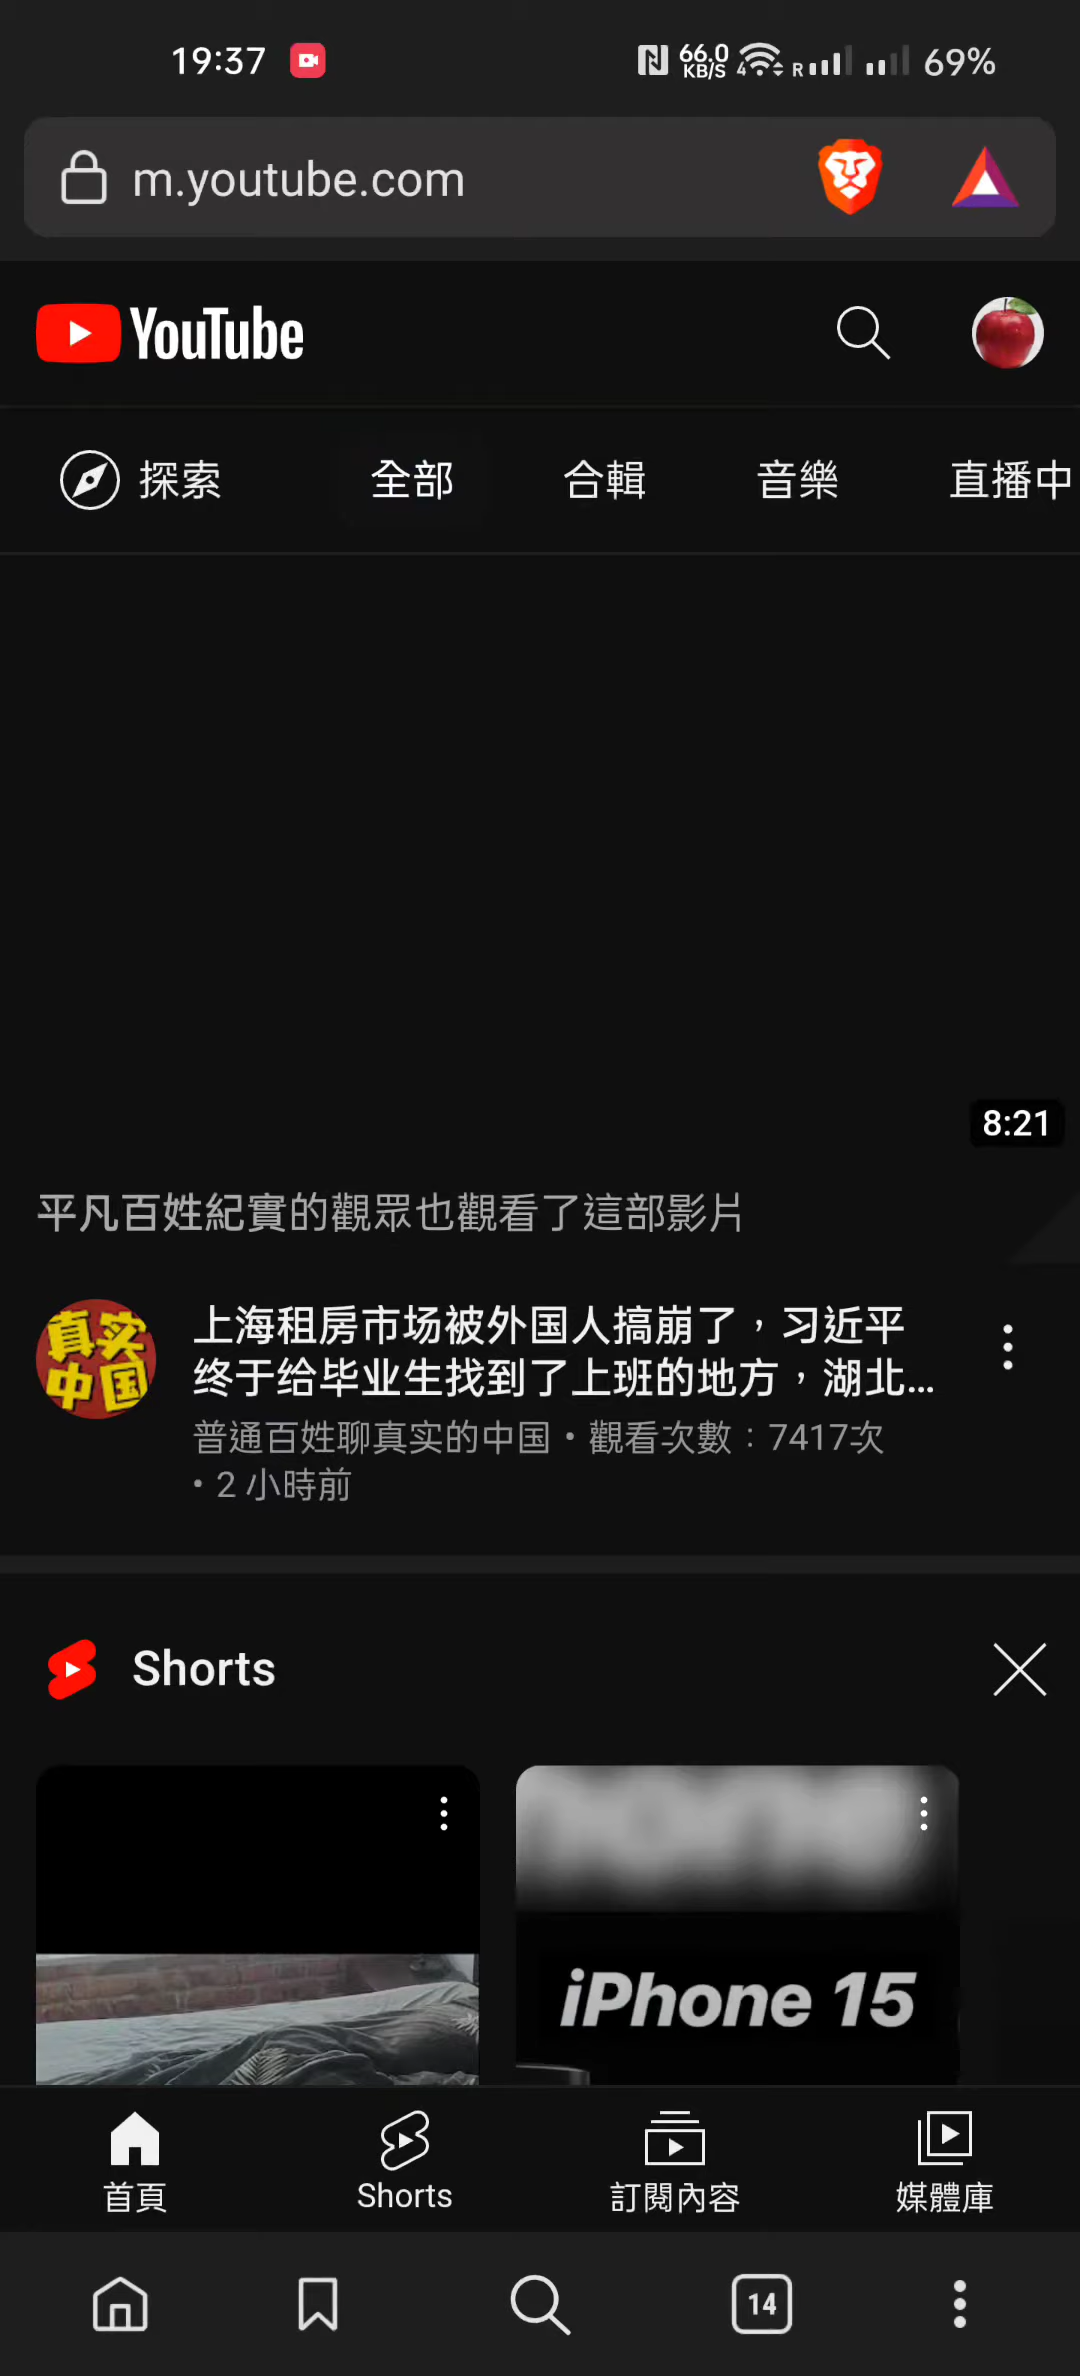 19:37
66.0 KB/S 4 R 69%
m.youtube.com
YouTube
探索 全部 合輯 音樂 直播中
8:21
平凡百姓紀實的觀眾也觀看了這部影片
真实中国
上海租房市场被外国人搞崩了，习近平
终于给毕业生找到了上班的地方，湖北...
普通百姓聊真实的中国 • 觀看次數：7417次
• 2 小時前
Shorts
iPhone 15
首頁 Shorts 訂閱內容 媒體庫
14